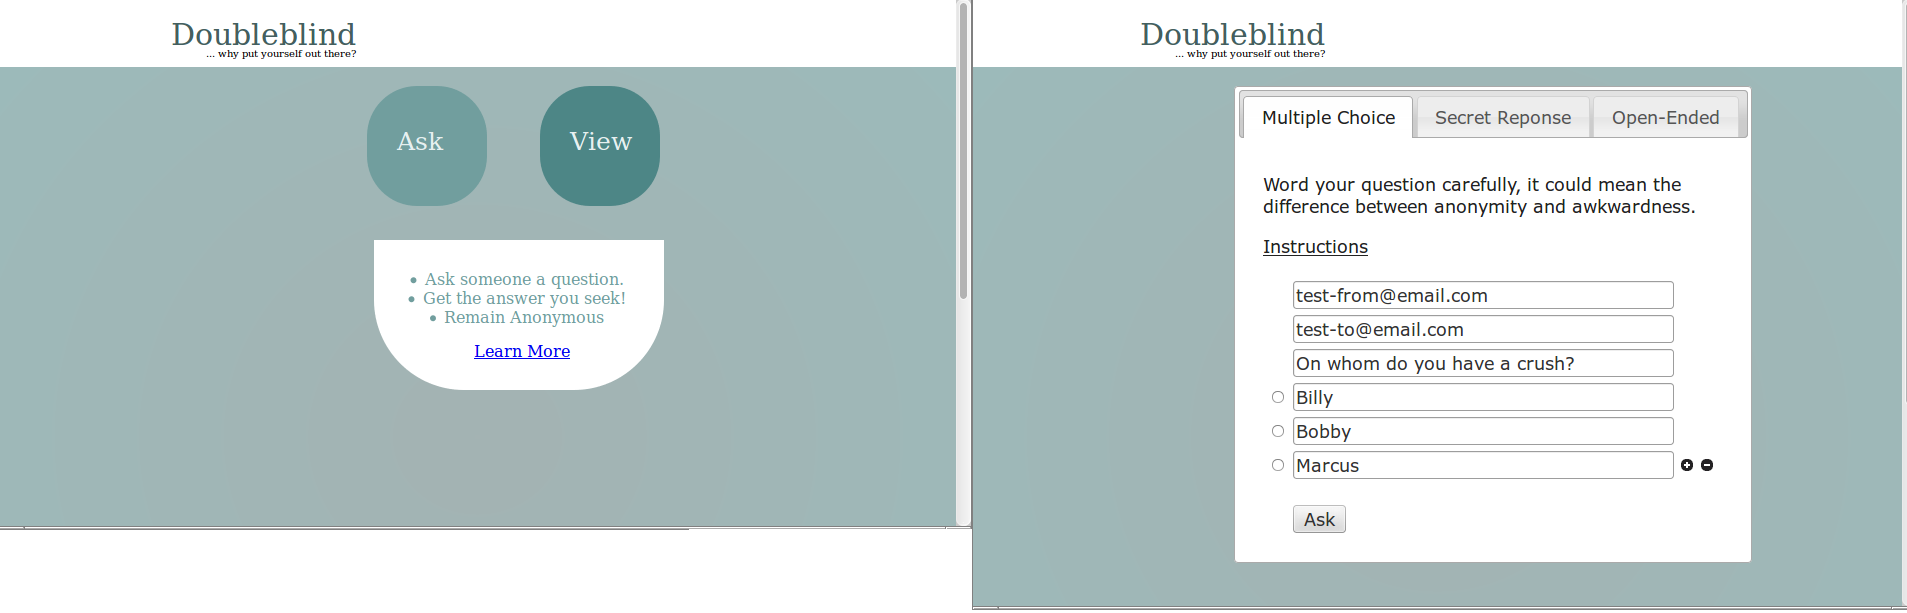 Doubleblind
... why put yourself out there?
Ask
View
Ask someone a question.
Get the answer you seek!
Remain Anonymous
Learn More
Doubleblind
... why put yourself out there?
Multiple Choice
Secret Reponse
Open-Ended
Word your question carefully, it could mean the
difference between anonymity and awkwardness.
Instructions
test-from@email.com
test-to@email.com
On whom do you have a crush?
Billy
Bobby
Marcus
Ask